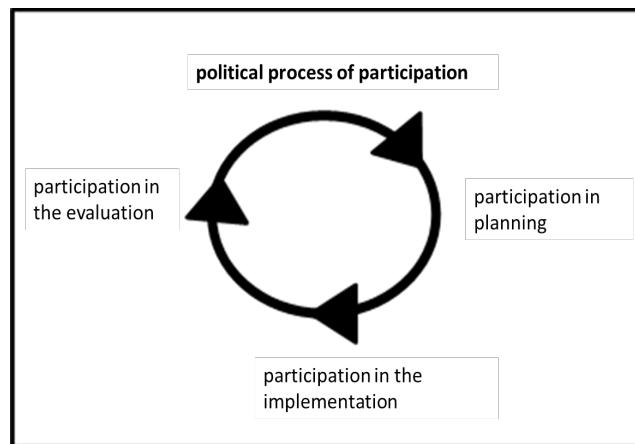 political process of participation
participation in
the evaluation
participation in
planning
participation in the
implementation